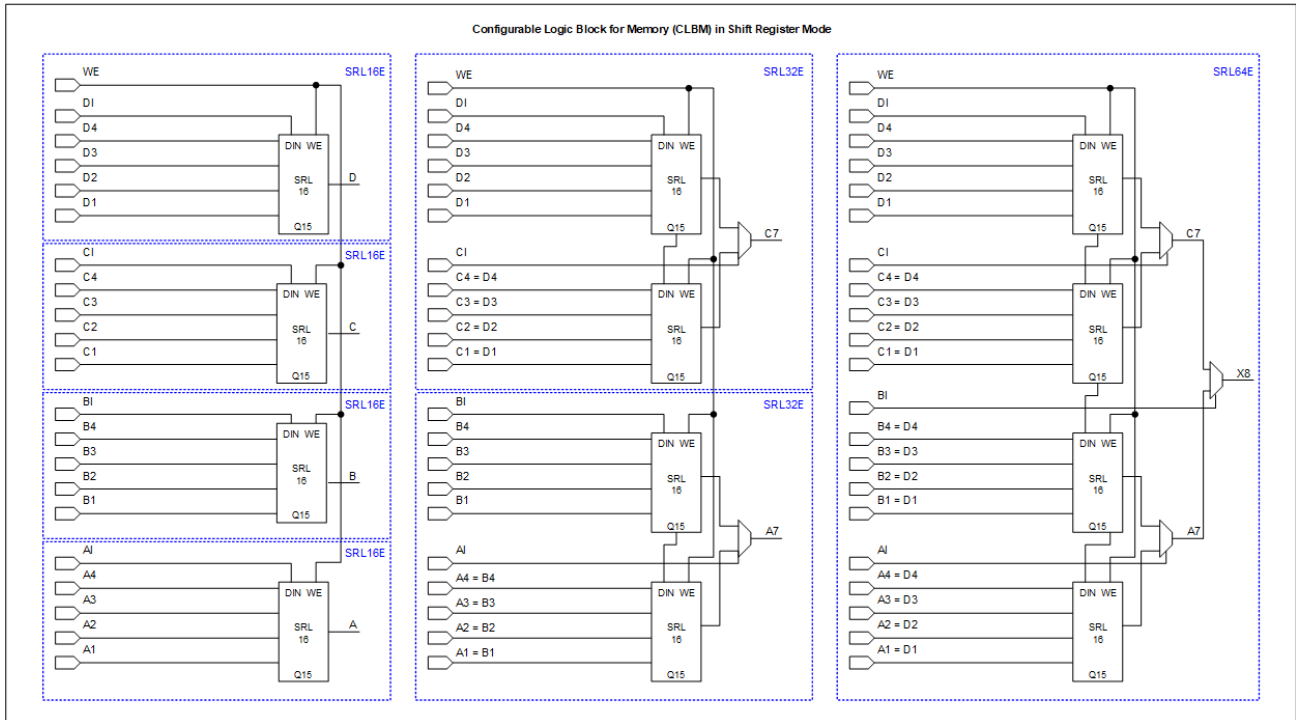 Configurable Logic Block for Memory (CLBM) in Shift Register Mode
SRL16E
WE
DI
D4
D3
D2
D1
DIN WE
SRL
16
Q15
D
SRL16E
CI
C4
C3
C2
C1
DIN WE
SRL
16
Q15
C
SRL16E
BI
B4
B3
B2
B1
DIN WE
SRL
16
Q15
B
SRL16E
AI
A4
A3
A2
A1
DIN WE
SRL
16
Q15
A
SRL32E
WE
DI
D4
D3
D2
D1
DIN WE
SRL
16
Q15
C7
CI
C4 = D4
C3 = D3
C2 = D2
C1 = D1
DIN WE
SRL
16
Q15
SRL32E
BI
B4
B3
B2
B1
DIN WE
SRL
16
Q15
A7
AI
A4 = B4
A3 = B3
A2 = B2
A1 = B1
DIN WE
SRL
16
Q15
SRL64E
WE
DI
D4
D3
D2
D1
DIN WE
SRL
16
Q15
C7
CI
C4 = D4
C3 = D3
C2 = D2
C1 = D1
DIN WE
SRL
16
Q15
X8
BI
B4 = D4
B3 = D3
B2 = D2
B1 = D1
DIN WE
SRL
16
Q15
A7
AI
A4 = D4
A3 = D3
A2 = D2
A1 = D1
DIN WE
SRL
16
Q15